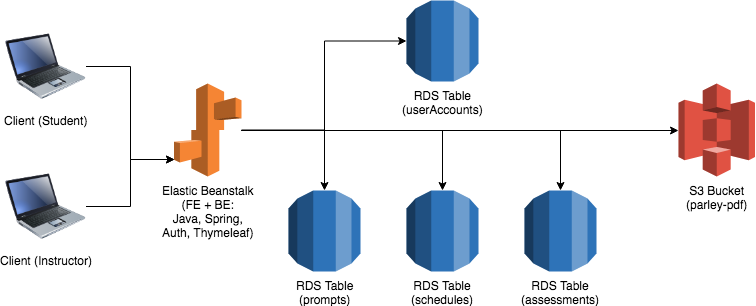 Client (Student)
Client (Instructor)
Elastic Beanstalk
(FE + BE:
Java, Spring,
Auth, Thymeleaf)
RDS Table
(userAccounts)
RDS Table
(prompts)
RDS Table
(schedules)
RDS Table
(assessments)
S3 Bucket
(parley-pdf)